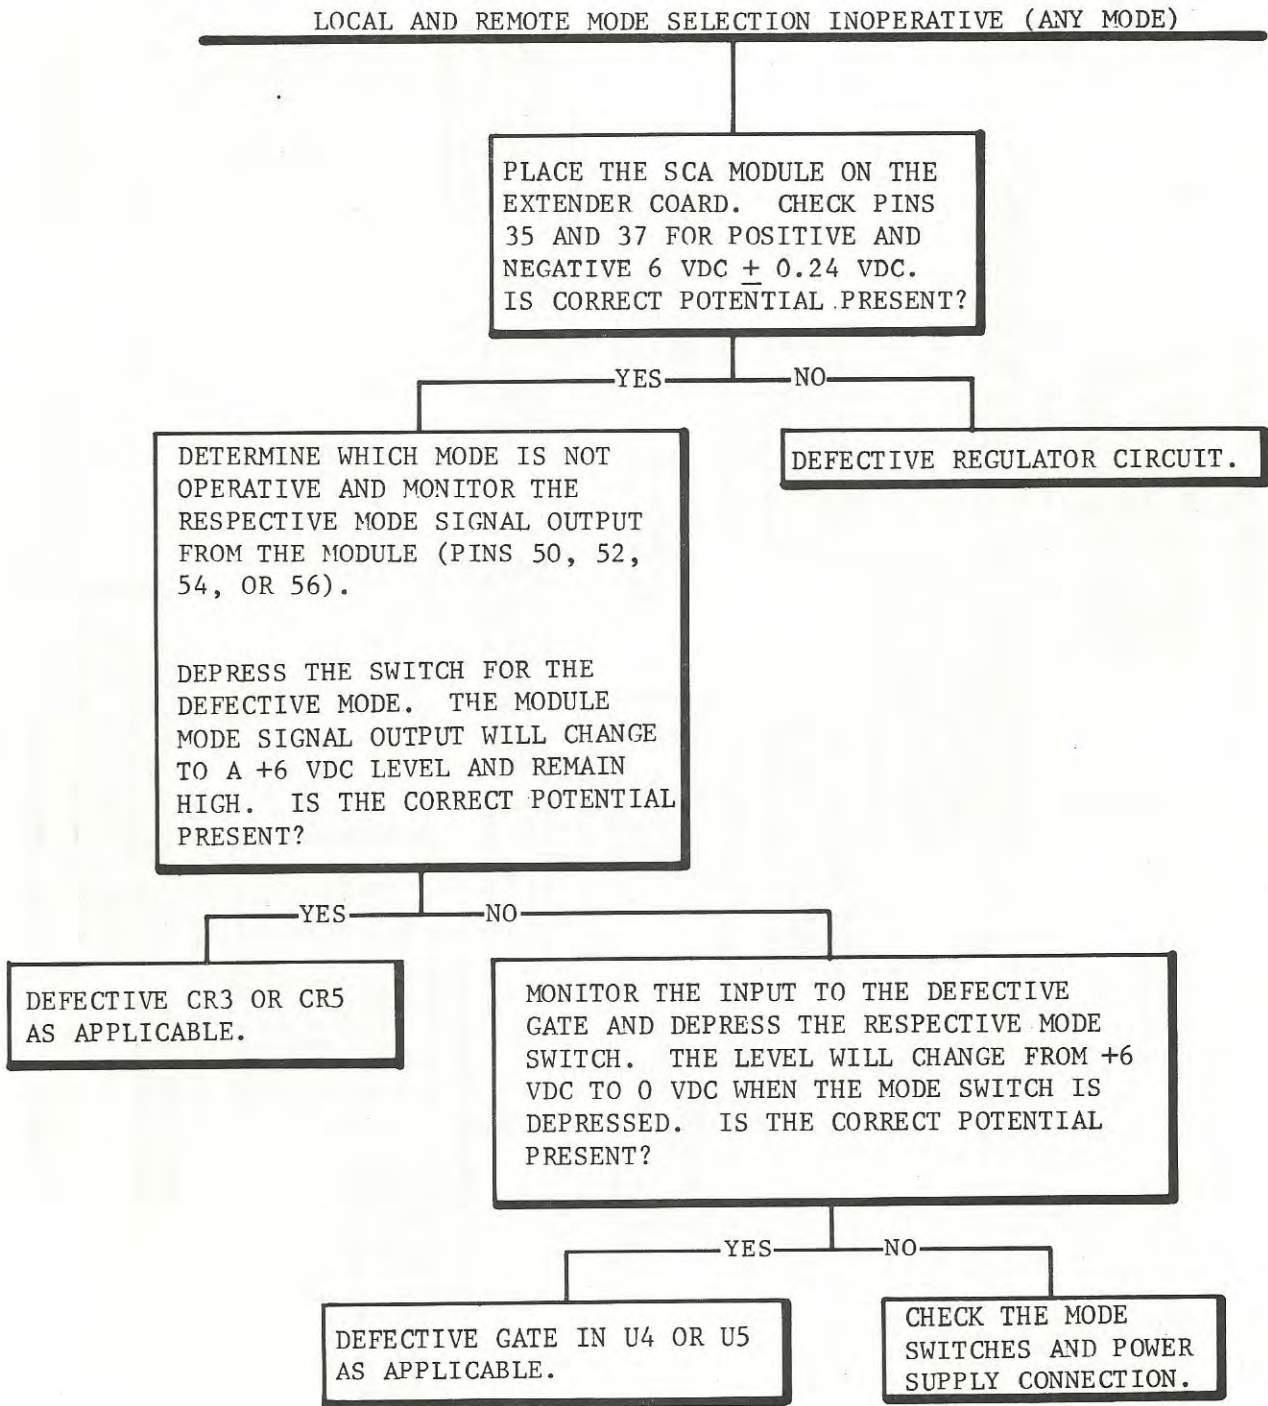 LOCAL AND REMOTE MODE SELECTION INOPERATIVE (ANY MODE)
PLACE THE SCA MODULE ON THE
EXTENDER COARD. CHECK PINS
35 AND 37 FOR POSITIVE AND
NEGATIVE 6 VDC ± 0.24 VDC.
IS CORRECT POTENTIAL PRESENT?
YES
NO
DETERMINE WHICH MODE IS NOT
OPERATIVE AND MONITOR THE
RESPECTIVE MODE SIGNAL OUTPUT
FROM THE MODULE (PINS 50, 52,
54, OR 56).
DEPRESS THE SWITCH FOR THE
DEFECTIVE MODE. THE MODULE
MODE SIGNAL OUTPUT WILL CHANGE
TO A +6 VDC LEVEL AND REMAIN
HIGH. IS THE CORRECT POTENTIAL
PRESENT?
DEFECTIVE REGULATOR CIRCUIT.
YES
NO
DEFECTIVE CR3 OR CR5
AS APPLICABLE.
MONITOR THE INPUT TO THE DEFECTIVE
GATE AND DEPRESS THE RESPECTIVE MODE
SWITCH. THE LEVEL WILL CHANGE FROM +6
VDC TO 0 VDC WHEN THE MODE SWITCH IS
DEPRESSED. IS THE CORRECT POTENTIAL
PRESENT?
YES
NO
DEFECTIVE GATE IN U4 OR U5
AS APPLICABLE.
CHECK THE MODE
SWITCHES AND POWER
SUPPLY CONNECTION.